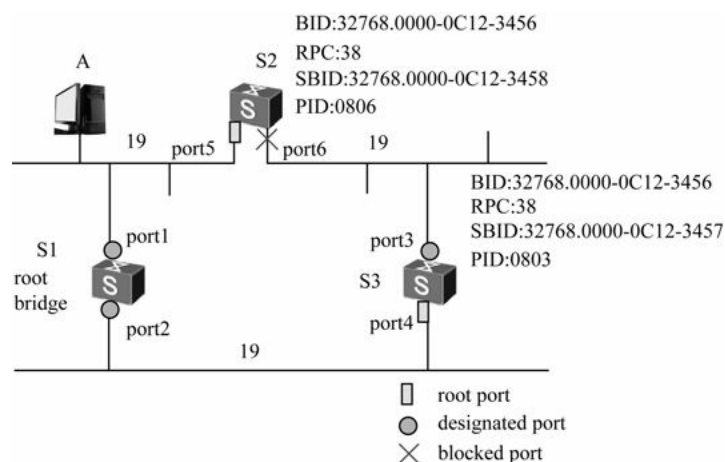 BID:32768.0000-0C12-3456
RPC:38
SBID:32768.0000-0C12-3458
PID:0806
S2
A
S
19
port5
port6
19
BID:32768.0000-0C12-3456
RPC:38
SBID:32768.0000-0C12-3457
PID:0803
S1
root
bridge
port1
S
port2
port3
S3
S
port4
19
root port
designated port
blocked port